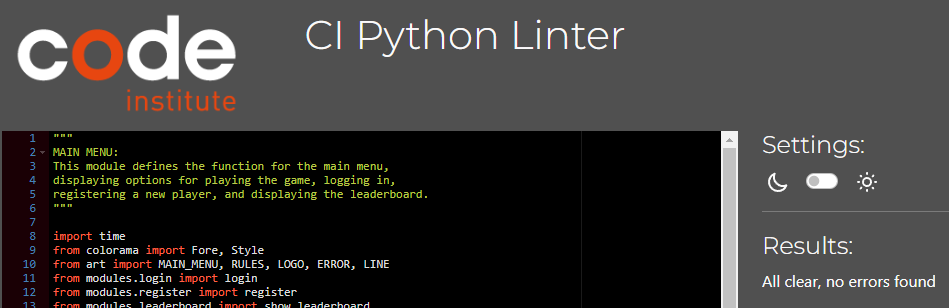 code
institute
CI Python Linter
1 """
2 MAIN MENU:
3 This module defines the function for the main menu,
4 displaying options for playing the game, logging in,
5 registering a new player, and displaying the leaderboard.
6 """
7
8 import time
9 from colorama import Fore, Style
10 from art import MAIN_MENU, RULES, LOGO, ERROR, LINE
11 from modules.login import login
12 from modules.register import register
13 from modules.leaderboard import show_leaderboard
Settings:
Results:
All clear, no errors found